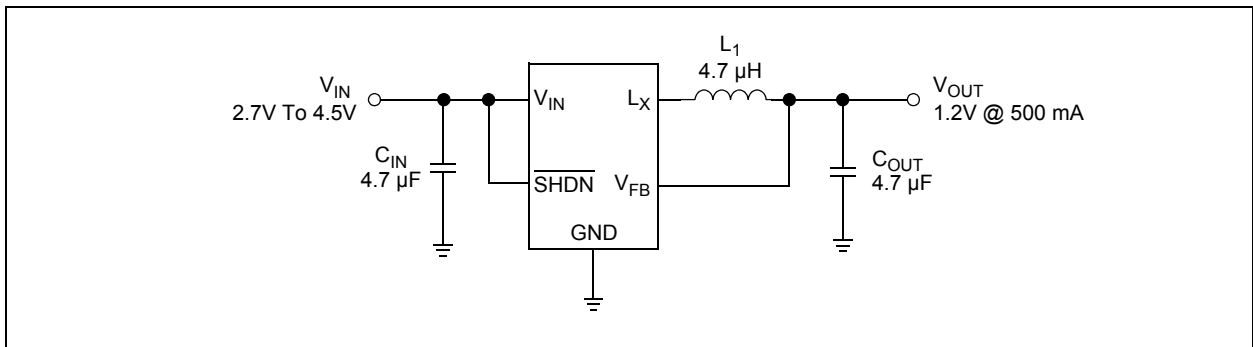 L1
4.7 µH
VIN
2.7V To 4.5V
VIN
LX
VOUT
1.2V @ 500 mA
CIN
4.7 µF
SHDN
VFB
COUT
4.7 µF
GND